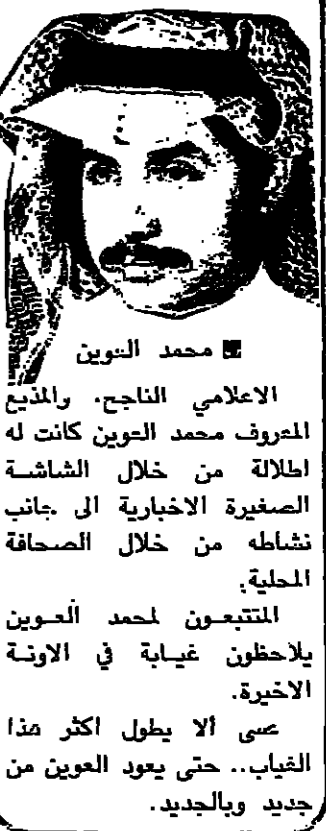 محمد العوين
الاعلامي الناجح. والمذيع
المعروف محمد العوين كانت له
اطلالة من خلال الشاشة
الصغيرة الاخبارية الى جانب
نشاطه من خلال الصحافة
المحلية.
المتتبعون لمحمد العوين
يلاحظون غيابة في الاونة
الاخيرة.
عسى ألا يطول اكثر هذا
الغياب.. حتى يعود العوين من
جديد وبالجديد.